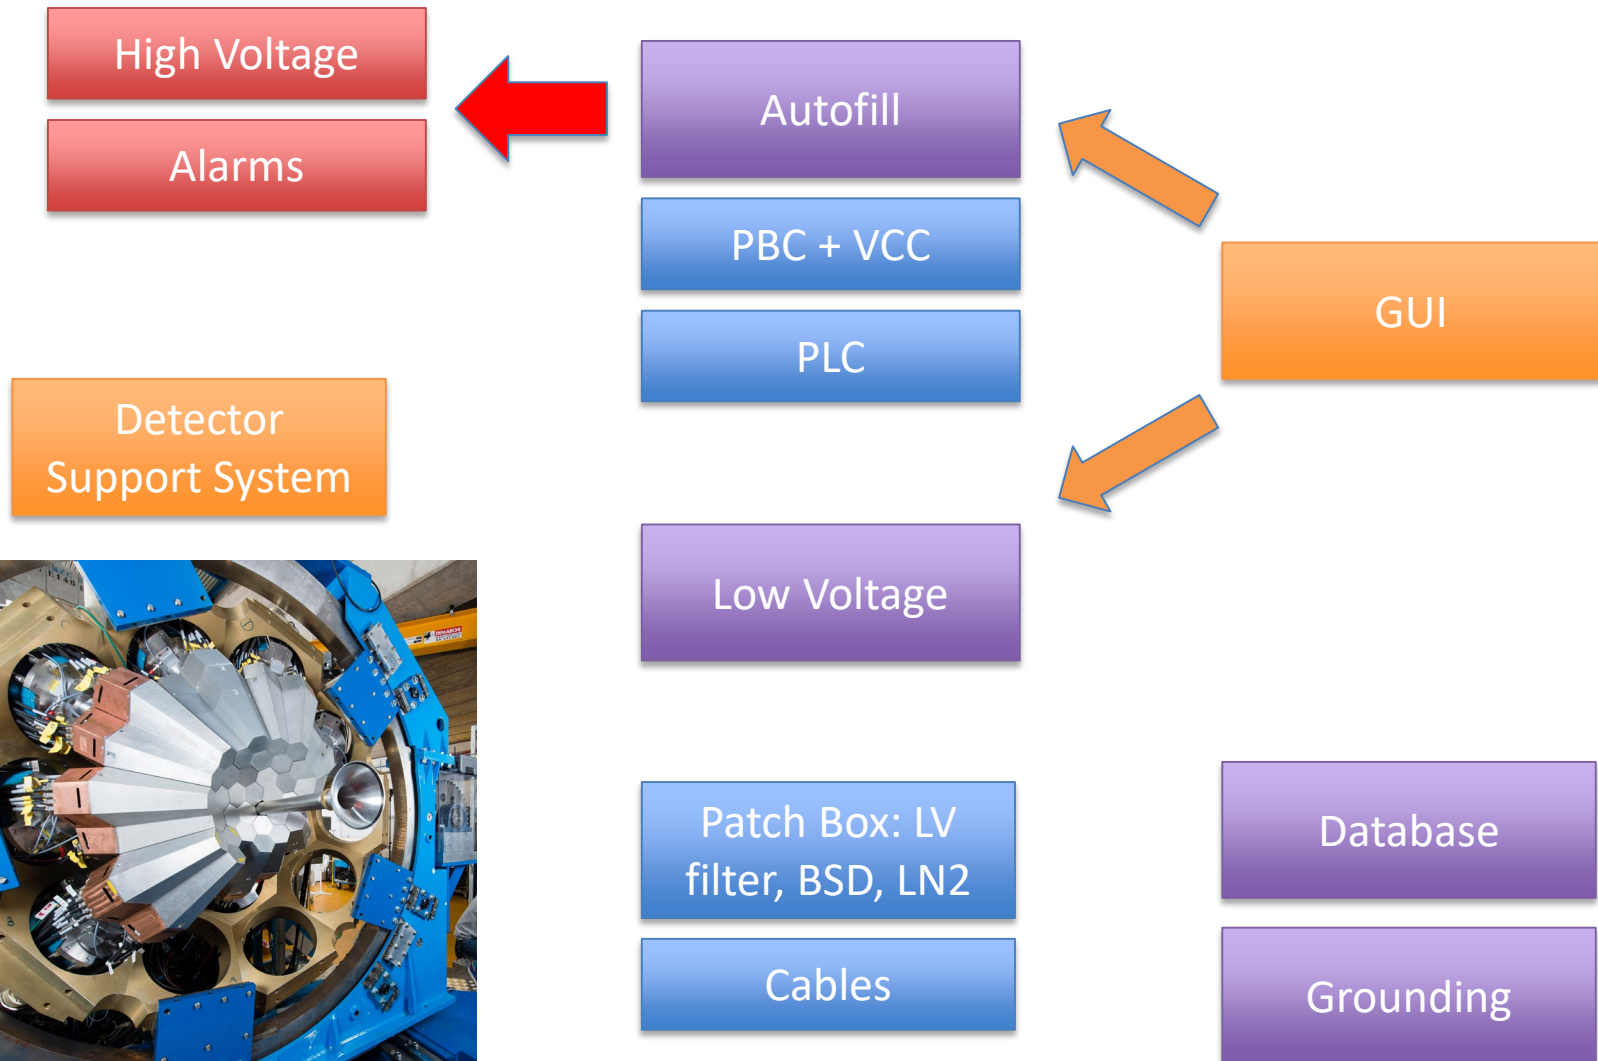 High Voltage
Alarms
Autofill
PBC + VCC
PLC
GUI
Detector
Support System
Low Voltage
Patch Box: LV
filter, BSD, LN2
Cables
Database
Grounding